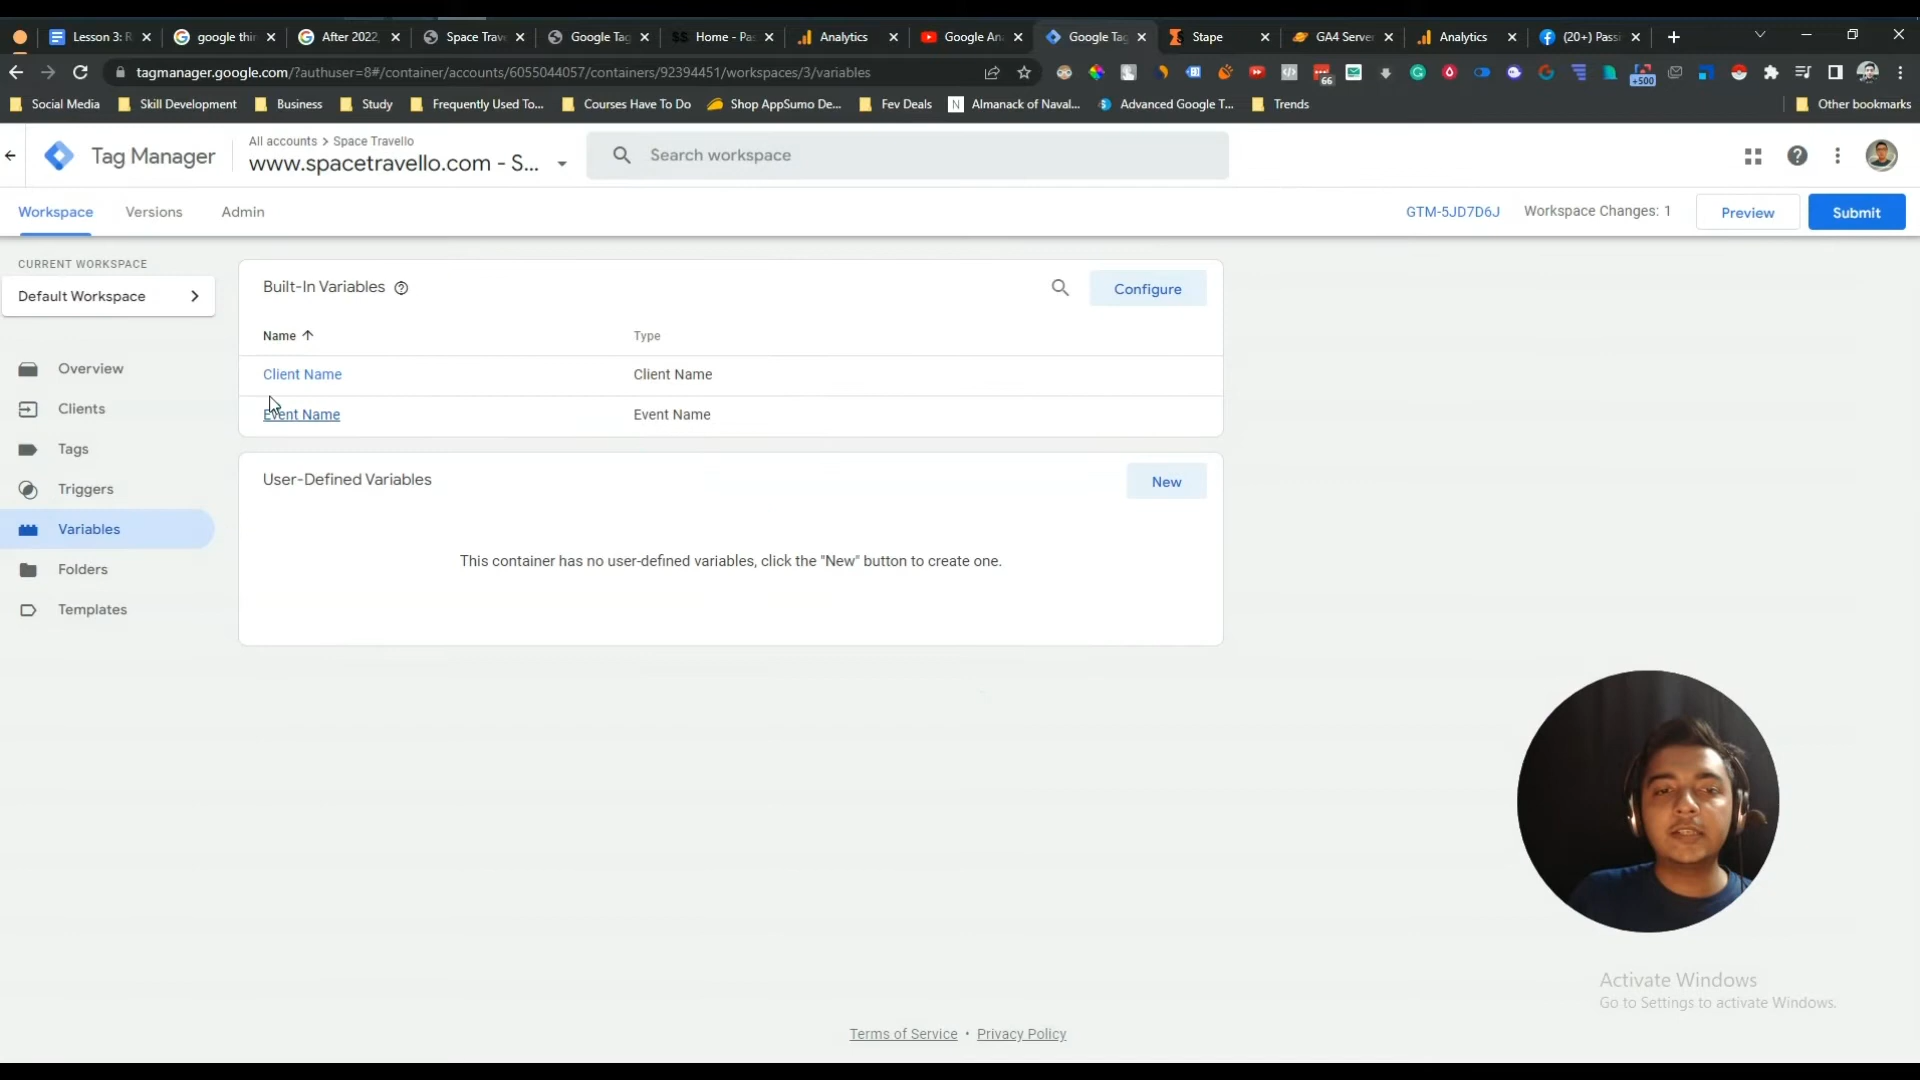 Lesson 3: R
google thi
After 2022,
Space Trav
Google Tag
Home - Pa
Analytics
Google An
Google Tag
Stape
GA4 Serve
Analytics
(20+) Passi
tagmanager.google.com/?authuser=8#/container/accounts/6055044057/containers/92394451/workspaces/3/variables
66
+500
Social Media
Skill Development
Business
Study
Frequently Used To...
Courses Have To Do
Shop AppSumo De...
Fev Deals
Almanack of Naval...
Advanced Google T...
Trends
Other bookmarks
Tag Manager
All accounts > Space Travello
www.spacetravello.com - S...
Search workspace
Workspace
Versions
Admin
GTM-5JD7D6J
Workspace Changes: 1
Preview
Submit
CURRENT WORKSPACE
Default Workspace
Overview
Clients
Tags
Triggers
Variables
Folders
Templates
Built-In Variables
Configure
Name
Type
Client Name
Client Name
Event Name
Event Name
User-Defined Variables
New
This container has no user-defined variables, click the "New" button to create one.
Activate Windows
Go to Settings to activate Windows.
Terms of Service • Privacy Policy